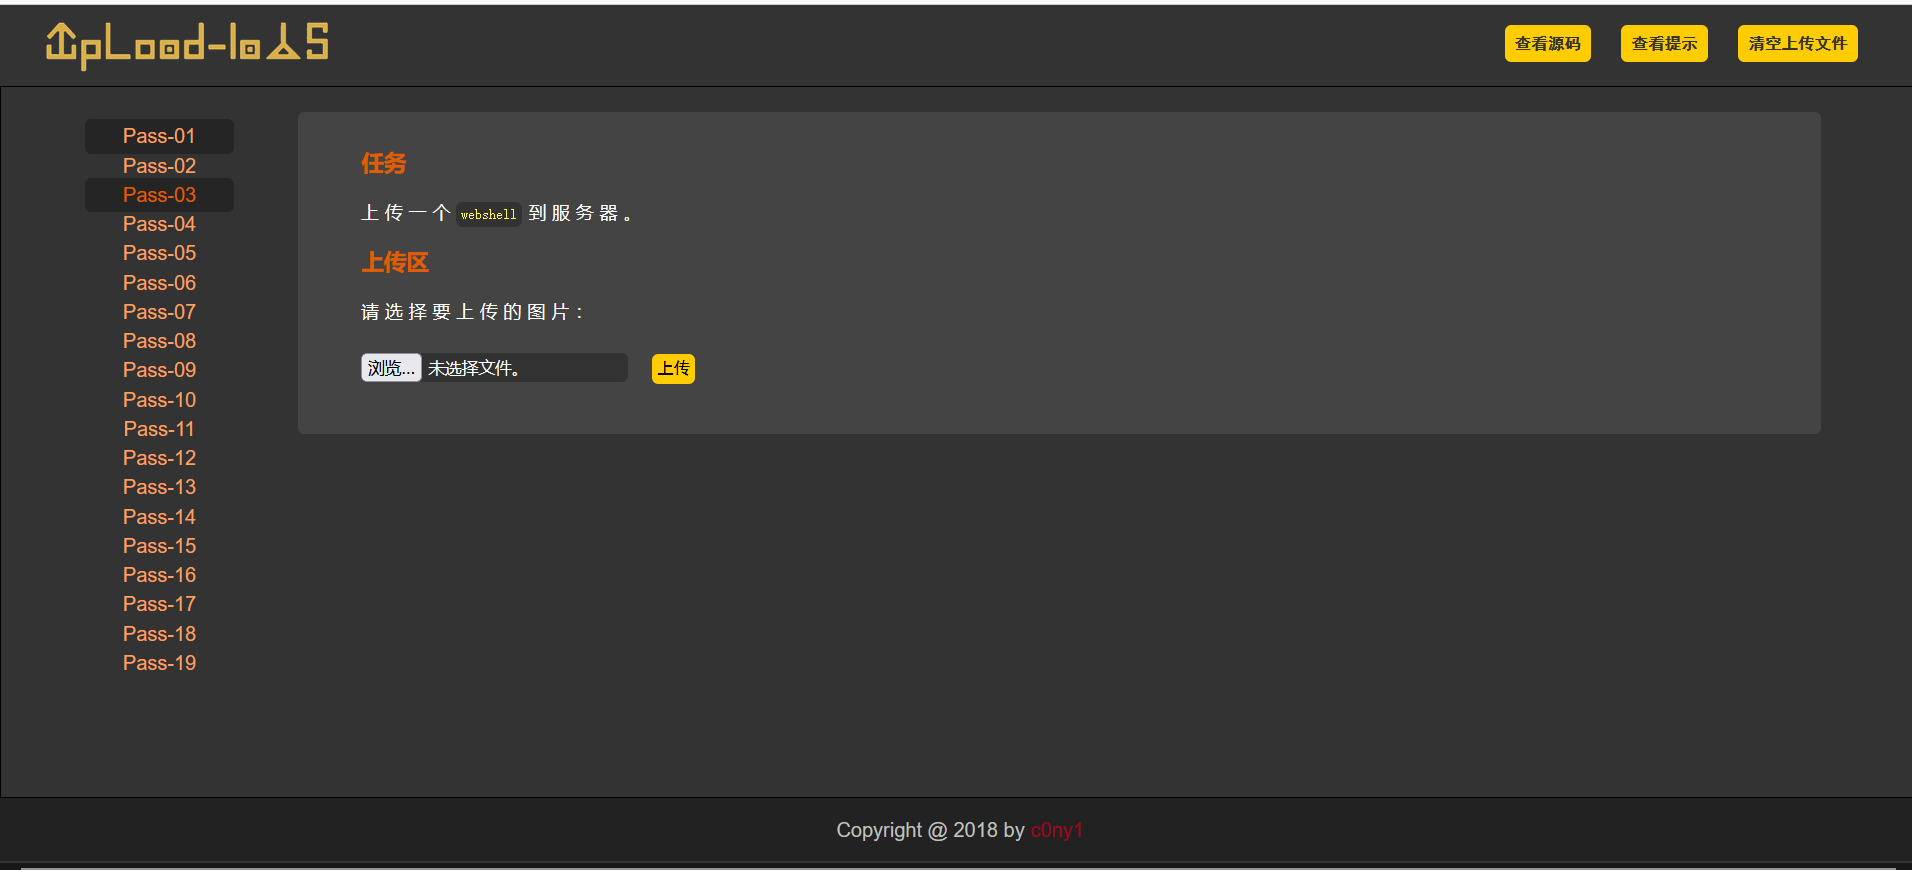 UpLoad-labs
查看源码 查看提示 清空上传文件
Pass-01
Pass-02
Pass-03
Pass-04
Pass-05
Pass-06
Pass-07
Pass-08
Pass-09
Pass-10
Pass-11
Pass-12
Pass-13
Pass-14
Pass-15
Pass-16
Pass-17
Pass-18
Pass-19
任务
上传一个 webshell 到服务器。
上传区
请选择要上传的图片：
浏览... 未选择文件。 上传
Copyright @ 2018 by c0ny1